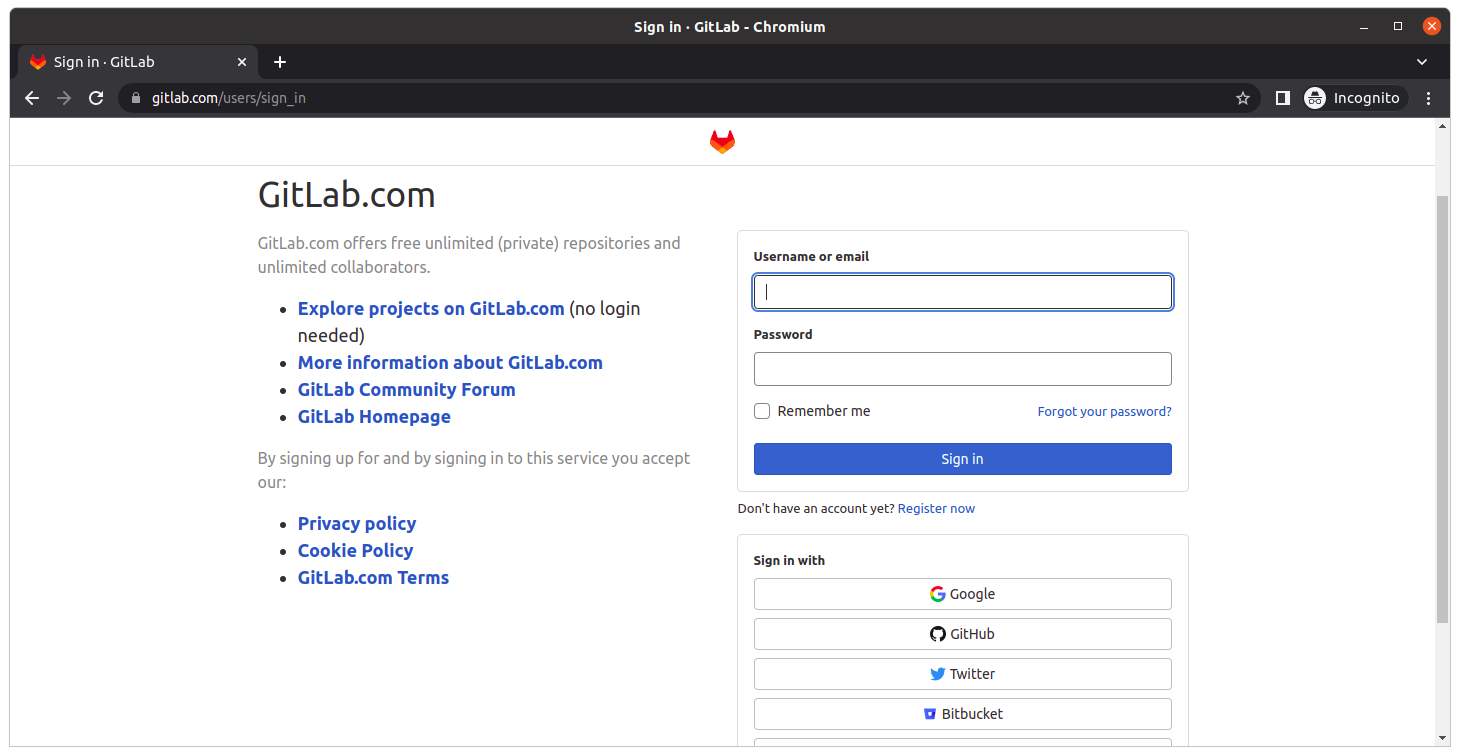 Sign in · GitLab - Chromium
Sign in · GitLab
gitlab.com/users/sign_in
Incognito
GitLab.com
GitLab.com offers free unlimited (private) repositories and
unlimited collaborators.
Explore projects on GitLab.com (no login
needed)
More information about GitLab.com
GitLab Community Forum
GitLab Homepage
By signing up for and by signing in to this service you accept
our:
Privacy policy
Cookie Policy
GitLab.com Terms
Username or email
Password
Remember me
Forgot your password?
Sign in
Don't have an account yet? Register now
Sign in with
Google
GitHub
Twitter
Bitbucket